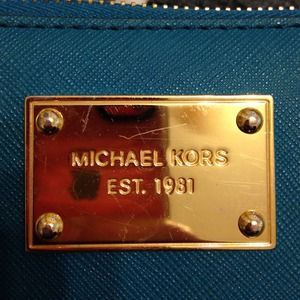 MICHAEL KORS
EST. 1981